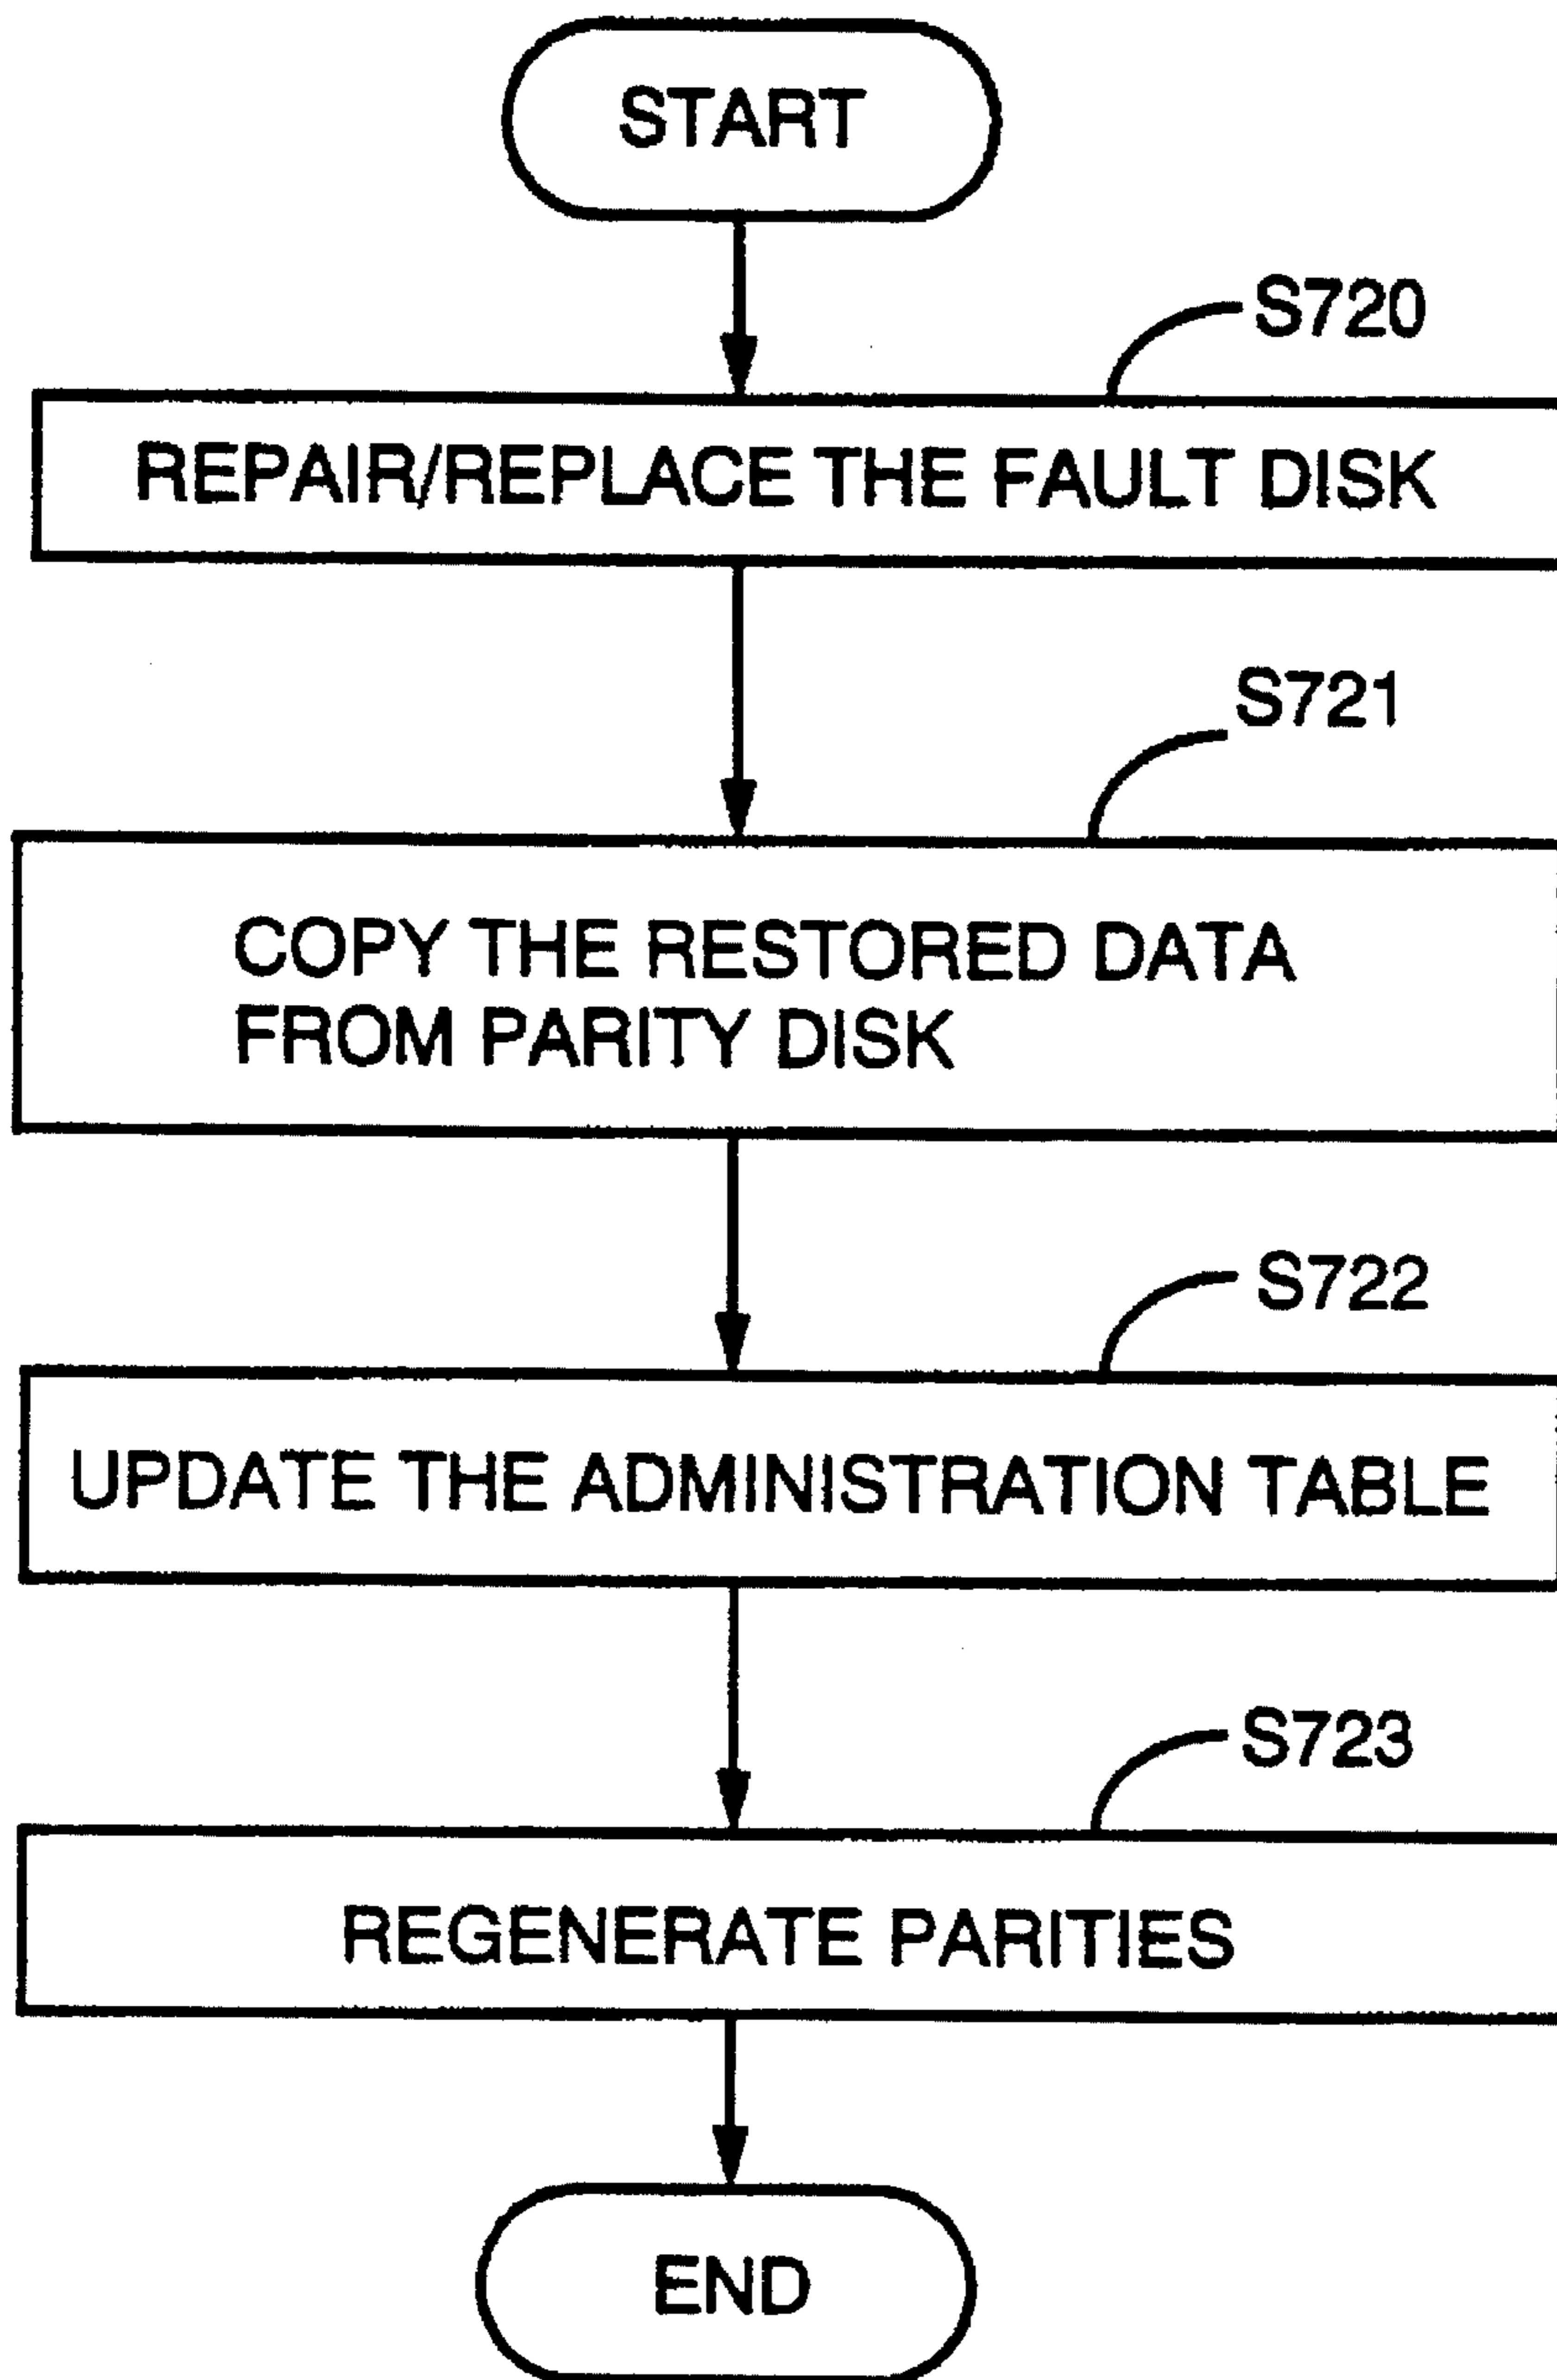 START
S720
REPAIR/REPLACE THE FAULT DISK
S721
COPY THE RESTORED DATA
FROM PARITY DISK
S722
UPDATE THE ADMINISTRATION TABLE
S723
REGENERATE PARITIES
END